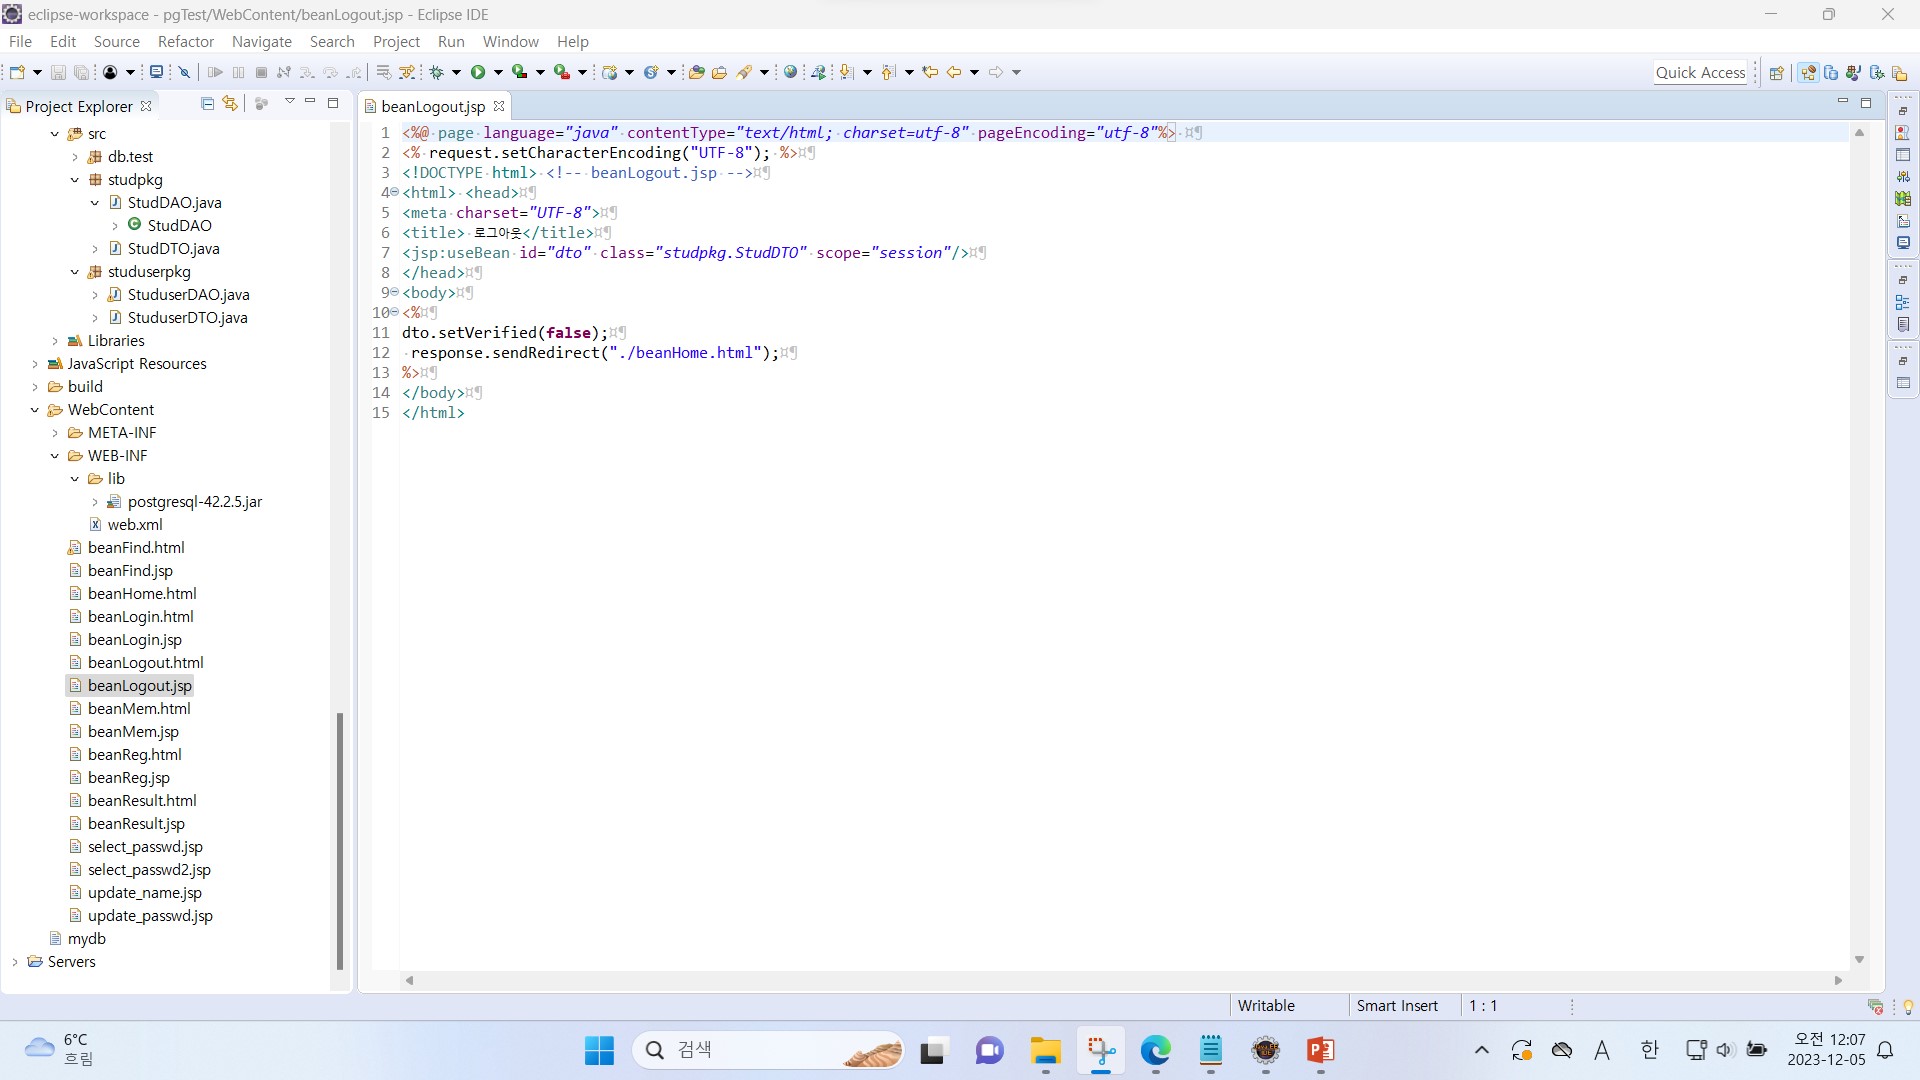 eclipse-workspace - pgTest/WebContent/beanLogout.jsp - Eclipse IDE
File Edit Source Refactor Navigate Search Project Run Window Help
Quick Access
Project Explorer
src
db.test
studpkg
StudDAO.java
StudDAO
StudDTO.java
studuserpkg
StuduserDAO.java
StuduserDTO.java
Libraries
JavaScript Resources
build
WebContent
META-INF
WEB-INF
lib
postgresql-42.2.5.jar
web.xml
beanFind.html
beanFind.jsp
beanHome.html
beanLogin.html
beanLogin.jsp
beanLogout.html
beanLogout.jsp
beanMem.html
beanMem.jsp
beanReg.html
beanReg.jsp
beanResult.html
beanResult.jsp
select_passwd.jsp
select_passwd2.jsp
update_name.jsp
update_passwd.jsp
mydb
Servers
beanLogout.jsp
1 <%@ page language="java" contentType="text/html; charset=utf-8" pageEncoding="utf-8"%> ¤¶
2 <% request.setCharacterEncoding("UTF-8"); %>¤¶
3 <!DOCTYPE html> <!-- beanLogout.jsp -->¤¶
4 <html> <head>¤¶
5 <meta charset="UTF-8">¤¶
6 <title> 로그아웃</title>¤¶
7 <jsp:useBean id="dto" class="studpkg.StudDTO" scope="session"/>¤¶
8 </head>¤¶
9 <body>¤¶
10 <%¤¶
11 dto.setVerified(false);¤¶
12 response.sendRedirect("./beanHome.html");¤¶
13 %>¤¶
14 </body>¤¶
15 </html>
Writable Smart Insert 1 : 1
6°C
흐림
검색
A 한
오전 12:07
2023-12-05